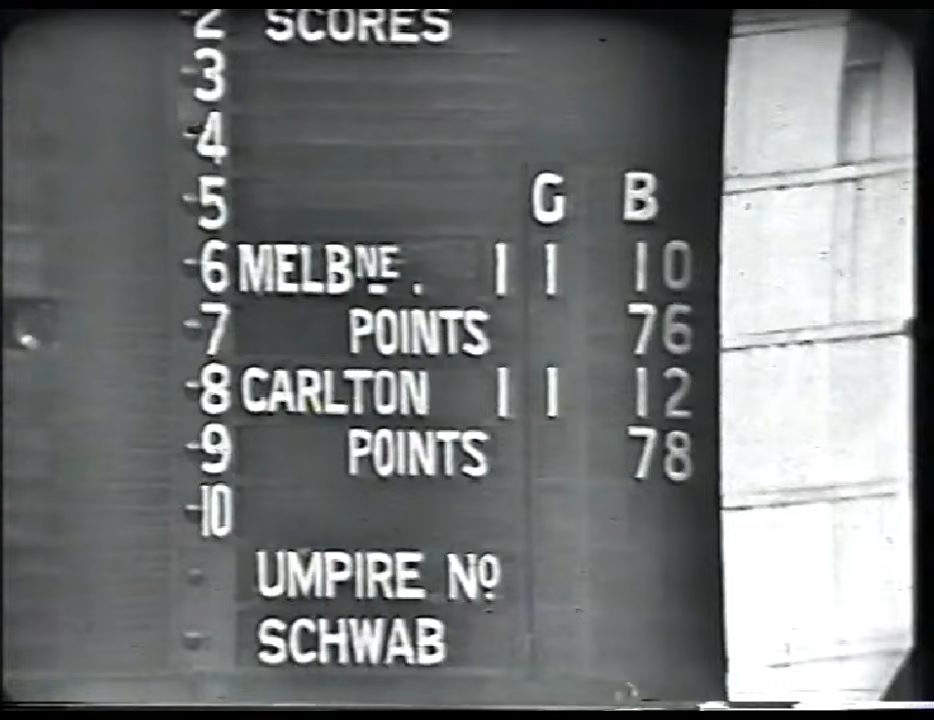 -2 SCORES
-3
-4
-5 G B
-6 MELBNE. 11 10
-7 POINTS 76
-8 CARLTON 11 12
-9 POINTS 78
-10
UMPIRE Nº
SCHWAB